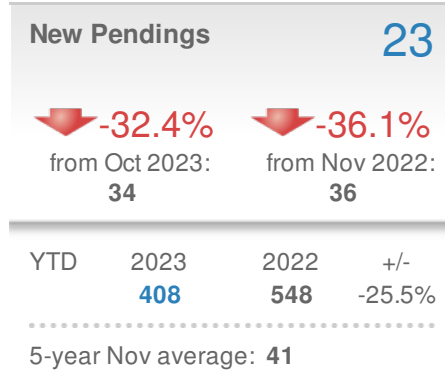 New Pendings 23
-32.4% -36.1%
from Oct 2023: from Nov 2022:
34 36
YTD 2023 2022 +/-
408 548 -25.5%
5-year Nov average: 41